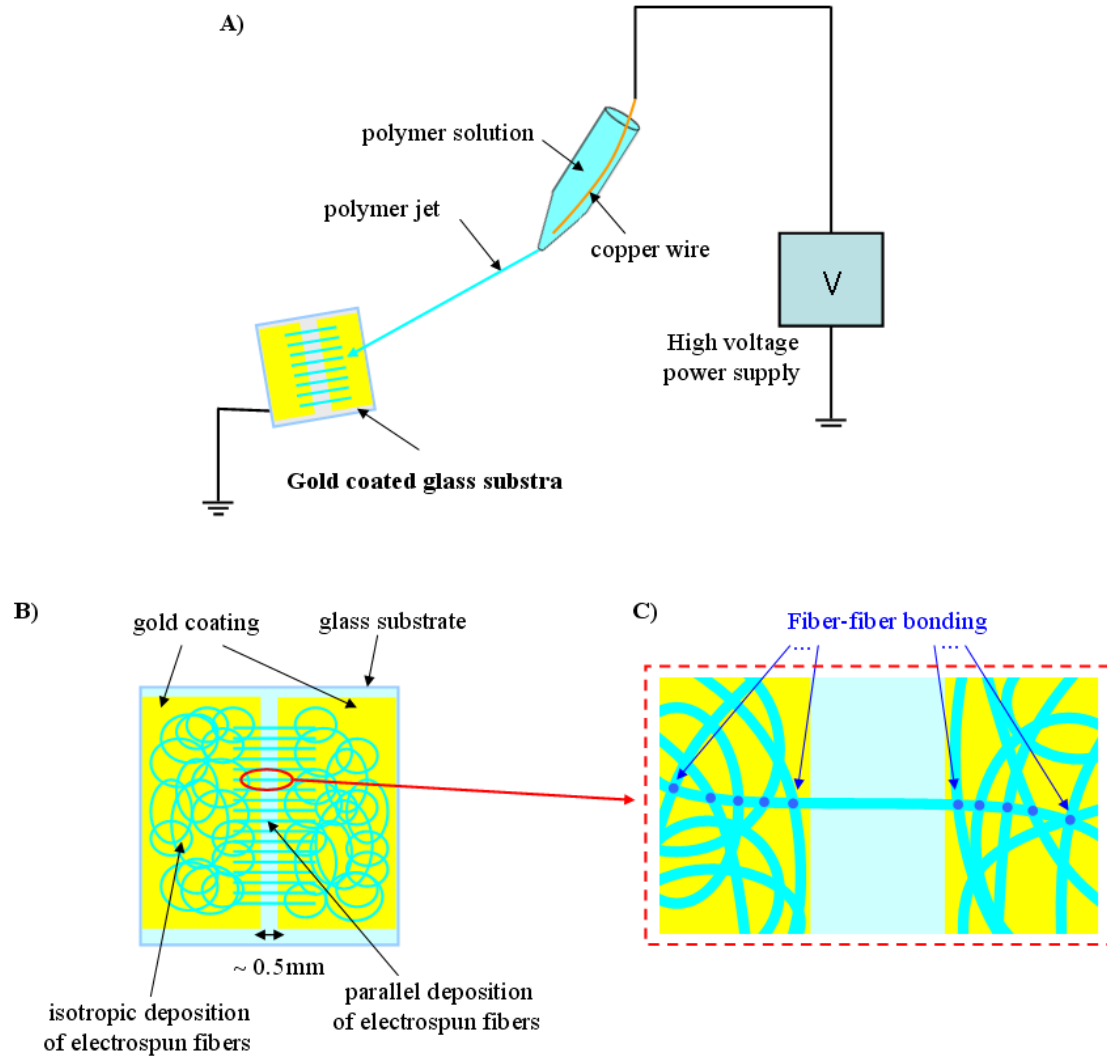 A)
polymer solution
polymer jet
copper wire
V
High voltage
power supply
Gold coated glass substra
B)
gold coating
glass substrate
~ 0.5mm
isotropic deposition
of electrospun fibers
parallel deposition
of electrospun fibers
C)
Fiber-fiber bonding
... ...